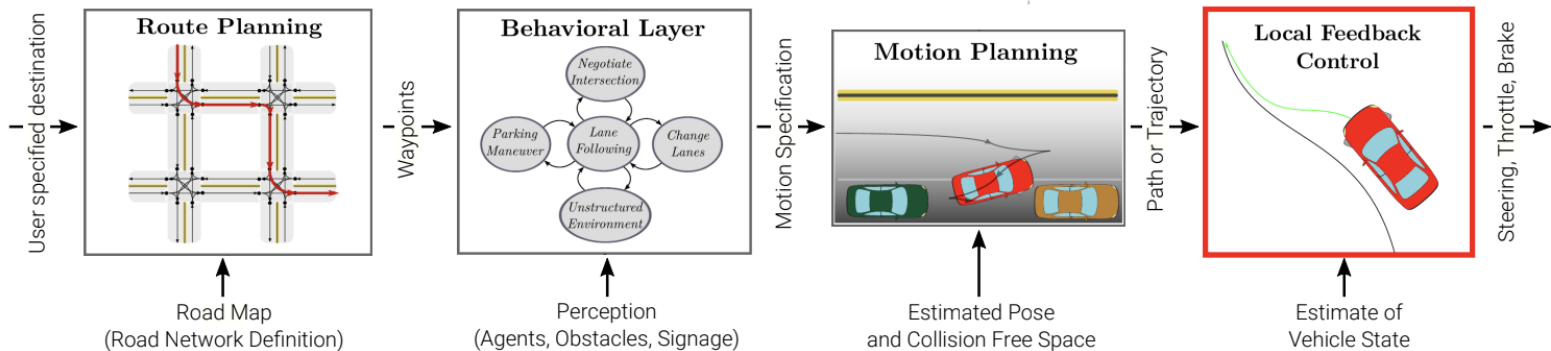 User specified destination
Route Planning
Road Map
(Road Network Definition)
Waypoints
Behavioral Layer
Negotiate
Intersection
Parking
Maneuver
Lane
Following
Change
Lanes
Unstructured
Environment
Perception
(Agents, Obstacles, Signage)
Motion Specification
Motion Planning
Estimated Pose
and Collision Free Space
Path or Trajectory
Local Feedback
Control
Estimate of
Vehicle State
Steering, Throttle, Brake